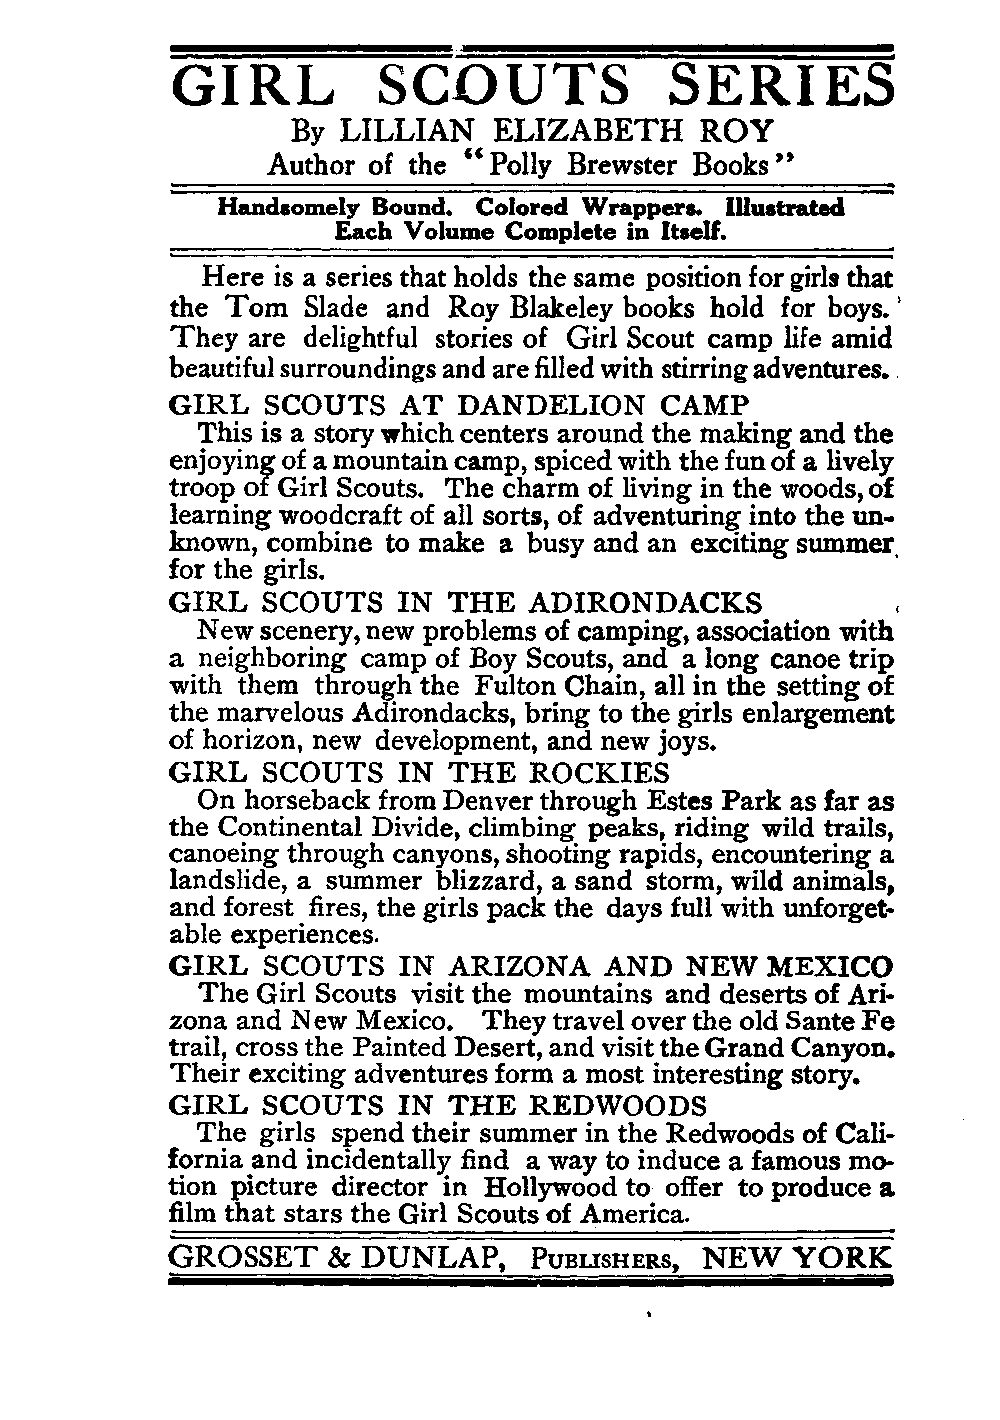 GIRL SCOUTS SERIES
By LILLIAN ELIZABETH ROY
Author of the "Polly Brewster Books"
Handsomely Bound. Colored Wrappers. Illustrated
Each Volume Complete in Itself.
Here is a series that holds the same position for girls that
the Tom Slade and Roy Blakeley books hold for boys.
They are delightful stories of Girl Scout camp life amid
beautiful surroundings and are filled with stirring adventures.
GIRL SCOUTS AT DANDELION CAMP
This is a story which centers around the making and the
enjoying of a mountain camp, spiced with the fun of a lively
troop of Girl Scouts. The charm of living in the woods, of
learning woodcraft of all sorts, of adventuring into the un-
known, combine to make a busy and an exciting summer
for the girls.
GIRL SCOUTS IN THE ADIRONDACKS
New scenery, new problems of camping, association with
a neighboring camp of Boy Scouts, and a long canoe trip
with them through the Fulton Chain, all in the setting of
the marvelous Adirondacks, bring to the girls enlargement
of horizon, new development, and new joys.
GIRL SCOUTS IN THE ROCKIES
On horseback from Denver through Estes Park as far as
the Continental Divide, climbing peaks, riding wild trails,
canoeing through canyons, shooting rapids, encountering a
landslide, a summer blizzard, a sand storm, wild animals,
and forest fires, the girls pack the days full with unforget-
able experiences.
GIRL SCOUTS IN ARIZONA AND NEW MEXICO
The Girl Scouts visit the mountains and deserts of Ari-
zona and New Mexico. They travel over the old Sante Fe
trail, cross the Painted Desert, and visit the Grand Canyon.
Their exciting adventures form a most interesting story.
GIRL SCOUTS IN THE REDWOODS
The girls spend their summer in the Redwoods of Cali-
fornia and incidentally find a way to induce a famous mo-
tion picture director in Hollywood to offer to produce a
film that stars the Girl Scouts of America.
GROSSET & DUNLAP, PUBLISHERS, NEW YORK